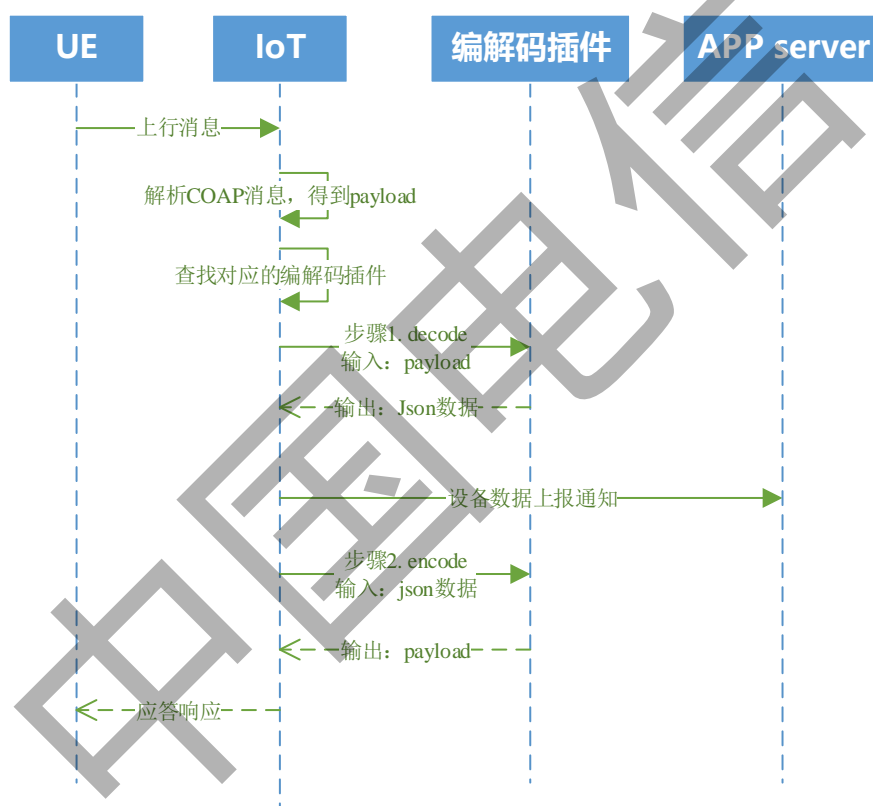 UE
IoT
编解码插件
APP server
上行消息
解析COAP消息，得到payload
查找对应的编解码插件
步骤1. decode
输入：payload
输出：Json数据
设备数据上报通知
步骤2. encode
输入：json数据
输出：payload
应答响应
中国电信